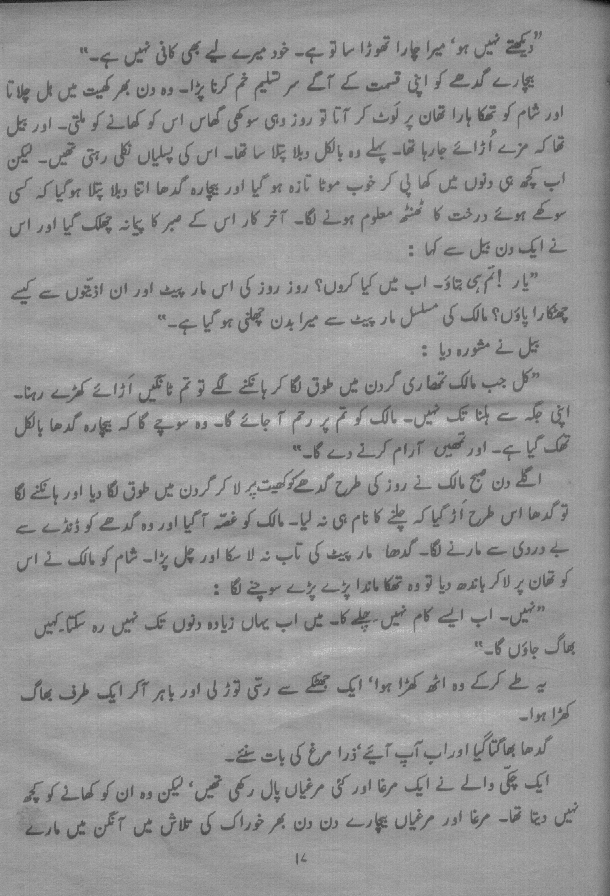 ”دیکھتے نہیں ہو، میرا چارا تھوڑا سا تو ہے۔ خود میرے لیے بھی کافی نہیں ہے۔“
بیچارے گدھے کو اپنی قسمت کے آگے سر تسلیم خم کرنا پڑا۔ وہ دن بھر کھیت میں ہل چلاتا
اور شام کو تھکا ہارا تھان پر لَوٹ کر آتا تو روز وہی سوکھی گھاس اس کو کھانے کو ملتی۔ اور بیل
تھا کہ مزے اُڑائے جارہا تھا۔ پہلے وہ بالکل دبلا پتلا سا تھا۔ اس کی پسلیاں نکلی رہتی تھیں۔ لیکن
اب کچھ ہی دنوں میں کھا پی کر خوب موٹا تازہ ہو گیا اور بیچارہ گدھا اتنا دبلا پتلا ہوگیا کہ کسی
سوکھے ہوئے درخت کا ٹھنٹھ معلوم ہونے لگا۔ آخر کار اس کے صبر کا پیمانہ چھلک گیا اور اس
نے ایک دن بیل سے کہا :
”یار !تم ہی بتاؤ۔ اب میں کیا کروں؟ روز روز کی اس مار پیٹ اور ان اذیّتوں سے کیسے
چھٹکارا پاؤں؟ مالک کی مسلسل مار پیٹ سے میرا بدن چھلنی ہو گیا ہے۔“
بیل نے مشورہ دیا :
”کل جب مالک تمھاری گردن میں طوق لگا کر ہانکنے لگے تو تم ٹانگیں اَڑائے کھڑے رہنا۔
اپنی جگہ سے ہلنا تک نہیں۔ مالک کو تم پر رحم آ جائے گا۔ وہ سوچے گا کہ بیچارہ گدھا بالکل
تھک گیا ہے۔ اور تمھیں آرام کرنے دے گا۔“
اگلے دن صبح مالک نے روز کی طرح گدھے کو کھیت پر لا کر گردن میں طوق لگا دیا اور ہانکنے لگا
تو گدھا اس طرح اَڑ گیا کہ چلنے کا نام ہی نہ لیا۔ مالک کو غصّہ آگیا اور وہ گدھے کو ڈنڈے سے
بے دردی سے مارنے لگا۔ گدھا مار پیٹ کی تاب نہ لا سکا اور چل پڑا۔ شام کو مالک نے اس
کو تھان پر لا کر باندھ دیا تو وہ تھکا ماندا پڑے پڑے سوچنے لگا :
”نہیں۔ اب ایسے کام نہیں چلے گا۔ میں اب یہاں زیادہ دنوں تک نہیں رہ سکتا۔ کہیں
بھاگ جاؤں گا۔“
یہ طے کرکے وہ اٹھ کھڑا ہوا، ایک جھٹکے سے رسّی توڑ لی اور باہر آکر ایک طرف بھاگ
کھڑا ہوا۔
گدھا بھاگتا گیا اور اب آپ آیئے، ذرا مرغ کی بات سنئے۔
ایک چکّی والے نے ایک مرغا اور کئی مرغیاں پال رکھی تھیں، لیکن وہ ان کو کھانے کو کچھ
نہیں دیتا تھا۔ مرغا اور مرغیاں بیچارے دن دن بھر خوراک کی تلاش میں آنگن میں مارے
۱۷